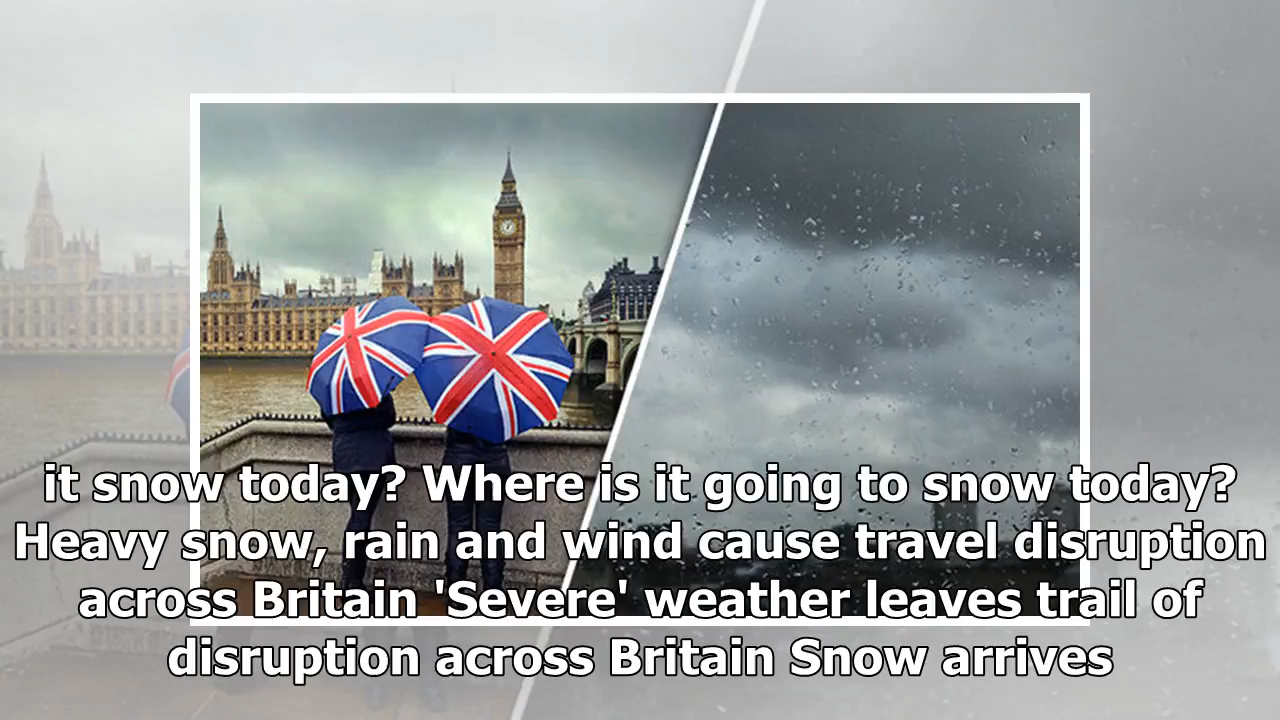 it snow today? Where is it going to snow today?
Heavy snow, rain and wind cause travel disruption
across Britain 'Severe' weather leaves trail of
disruption across Britain Snow arrives